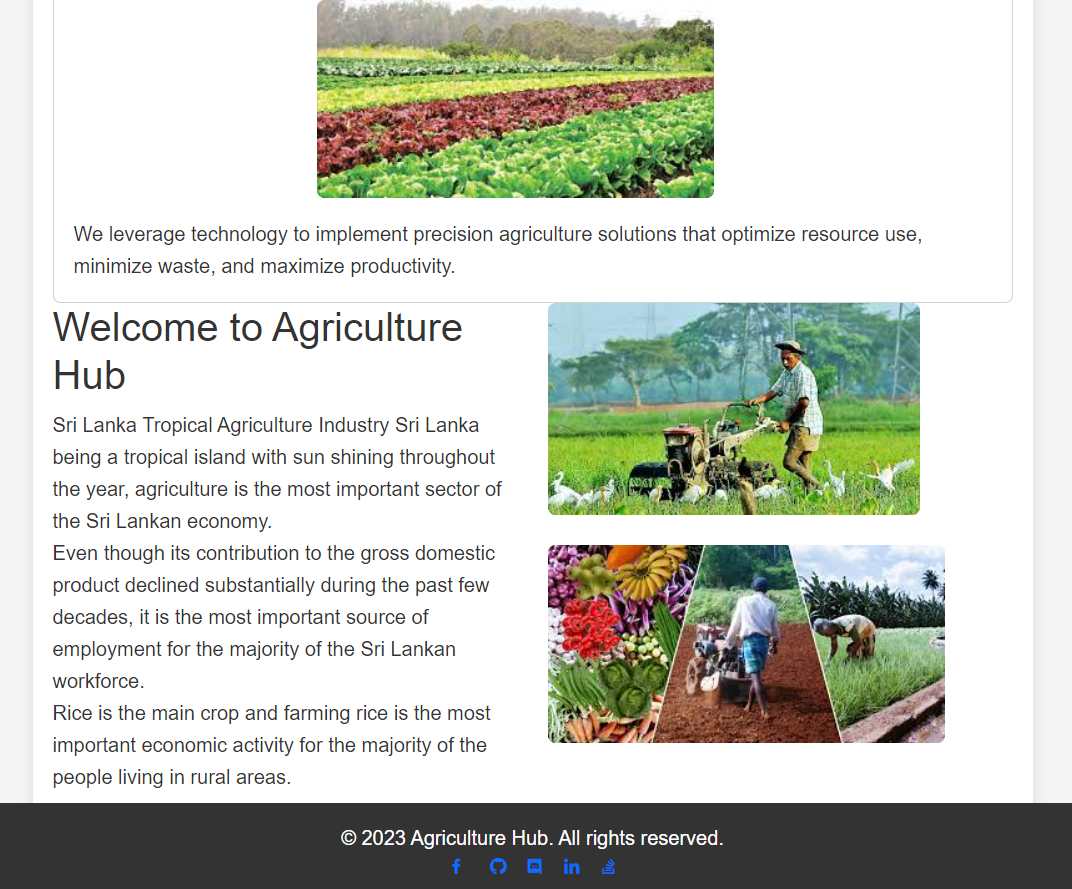 We leverage technology to implement precision agriculture solutions that optimize resource use,
minimize waste, and maximize productivity.
Welcome to Agriculture
Hub
Sri Lanka Tropical Agriculture Industry Sri Lanka
being a tropical island with sun shining throughout
the year, agriculture is the most important sector of
the Sri Lankan economy.
Even though its contribution to the gross domestic
product declined substantially during the past few
decades, it is the most important source of
employment for the majority of the Sri Lankan
workforce.
Rice is the main crop and farming rice is the most
important economic activity for the majority of the
people living in rural areas.
© 2023 Agriculture Hub. All rights reserved.